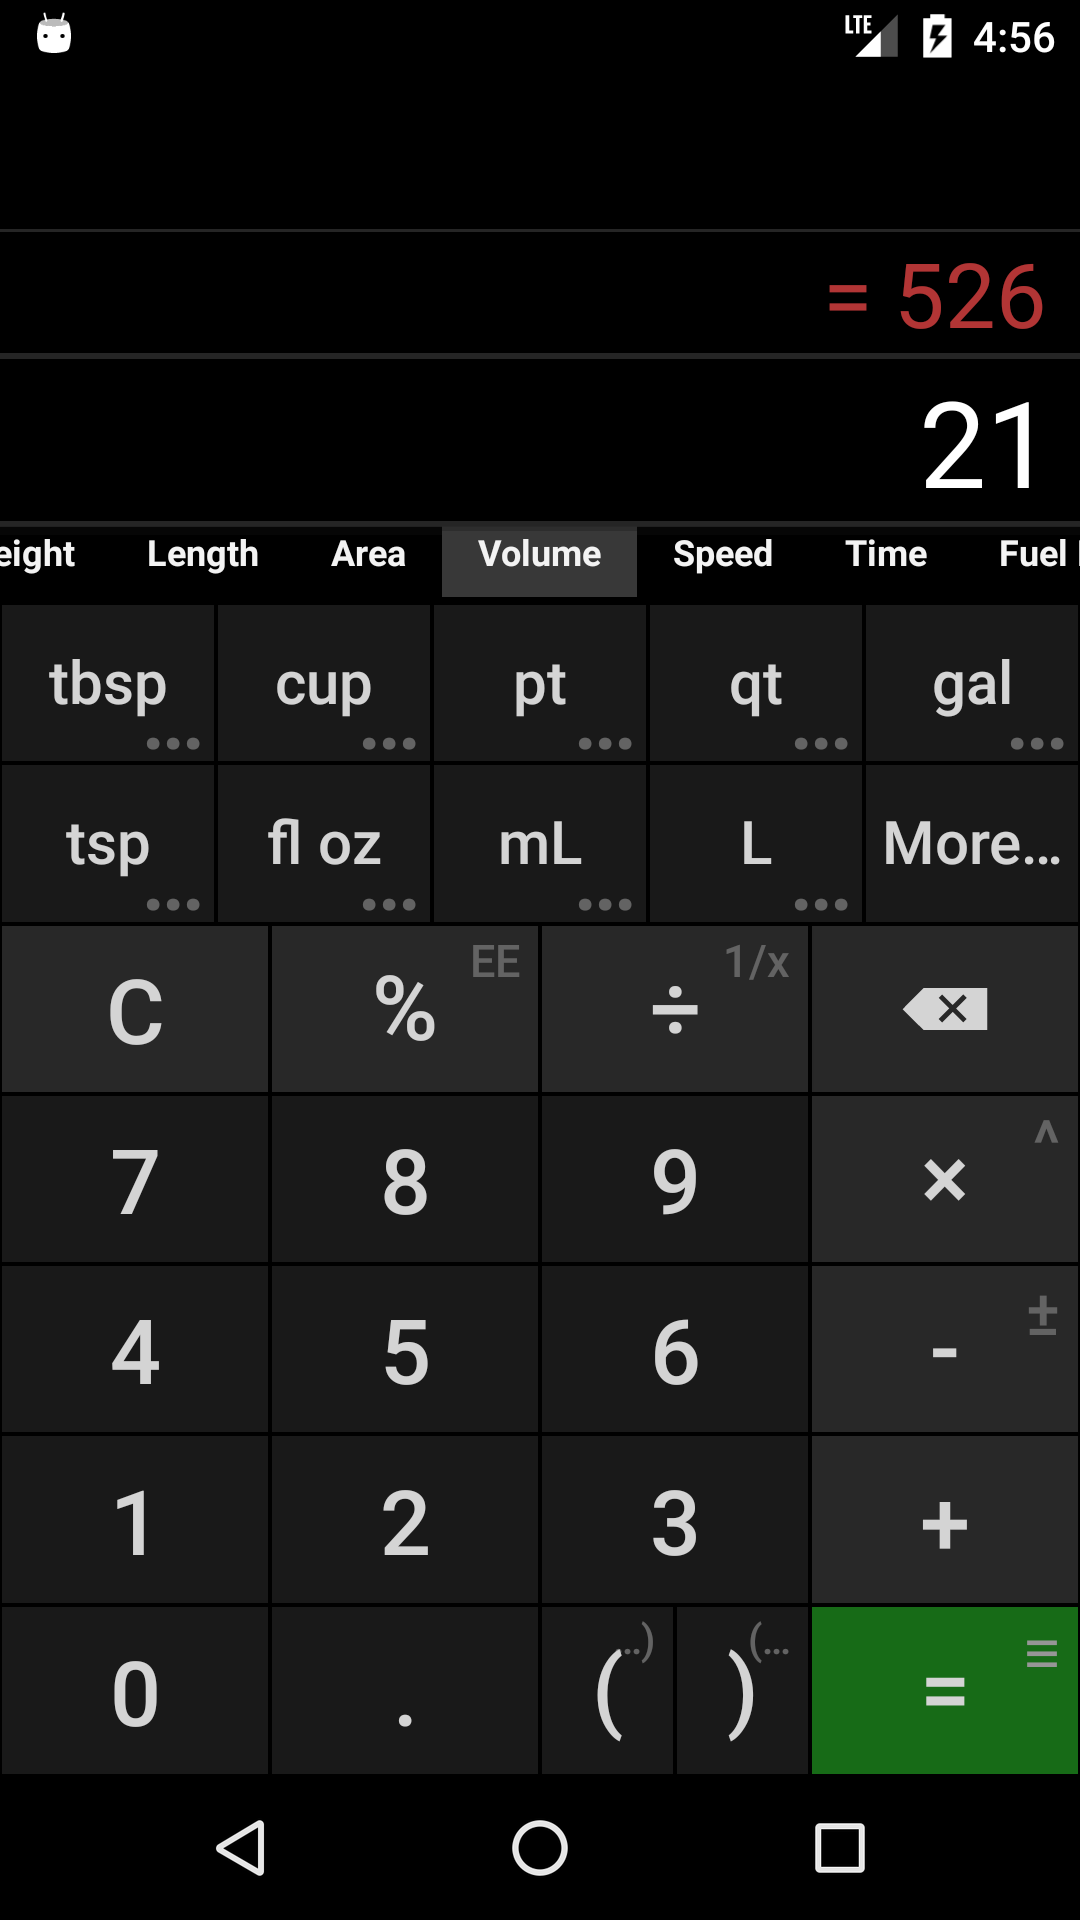 LTE 4:56
= 526
21
eight Length Area Volume Speed Time Fuel
tbsp cup pt qt gal
tsp fl oz mL L More...
C % EE ÷ 1/x
7 8 9 × ^
4 5 6 - ±
1 2 3 +
0 . ( ..) ) (... = ≡